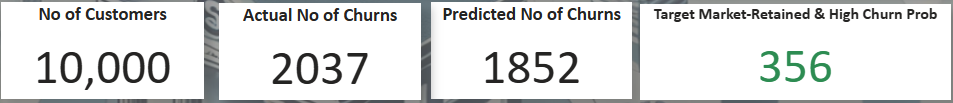 No of Customers
10,000
Actual No of Churns
2037
Predicted No of Churns
1852
Target Market-Retained & High Churn Prob
356